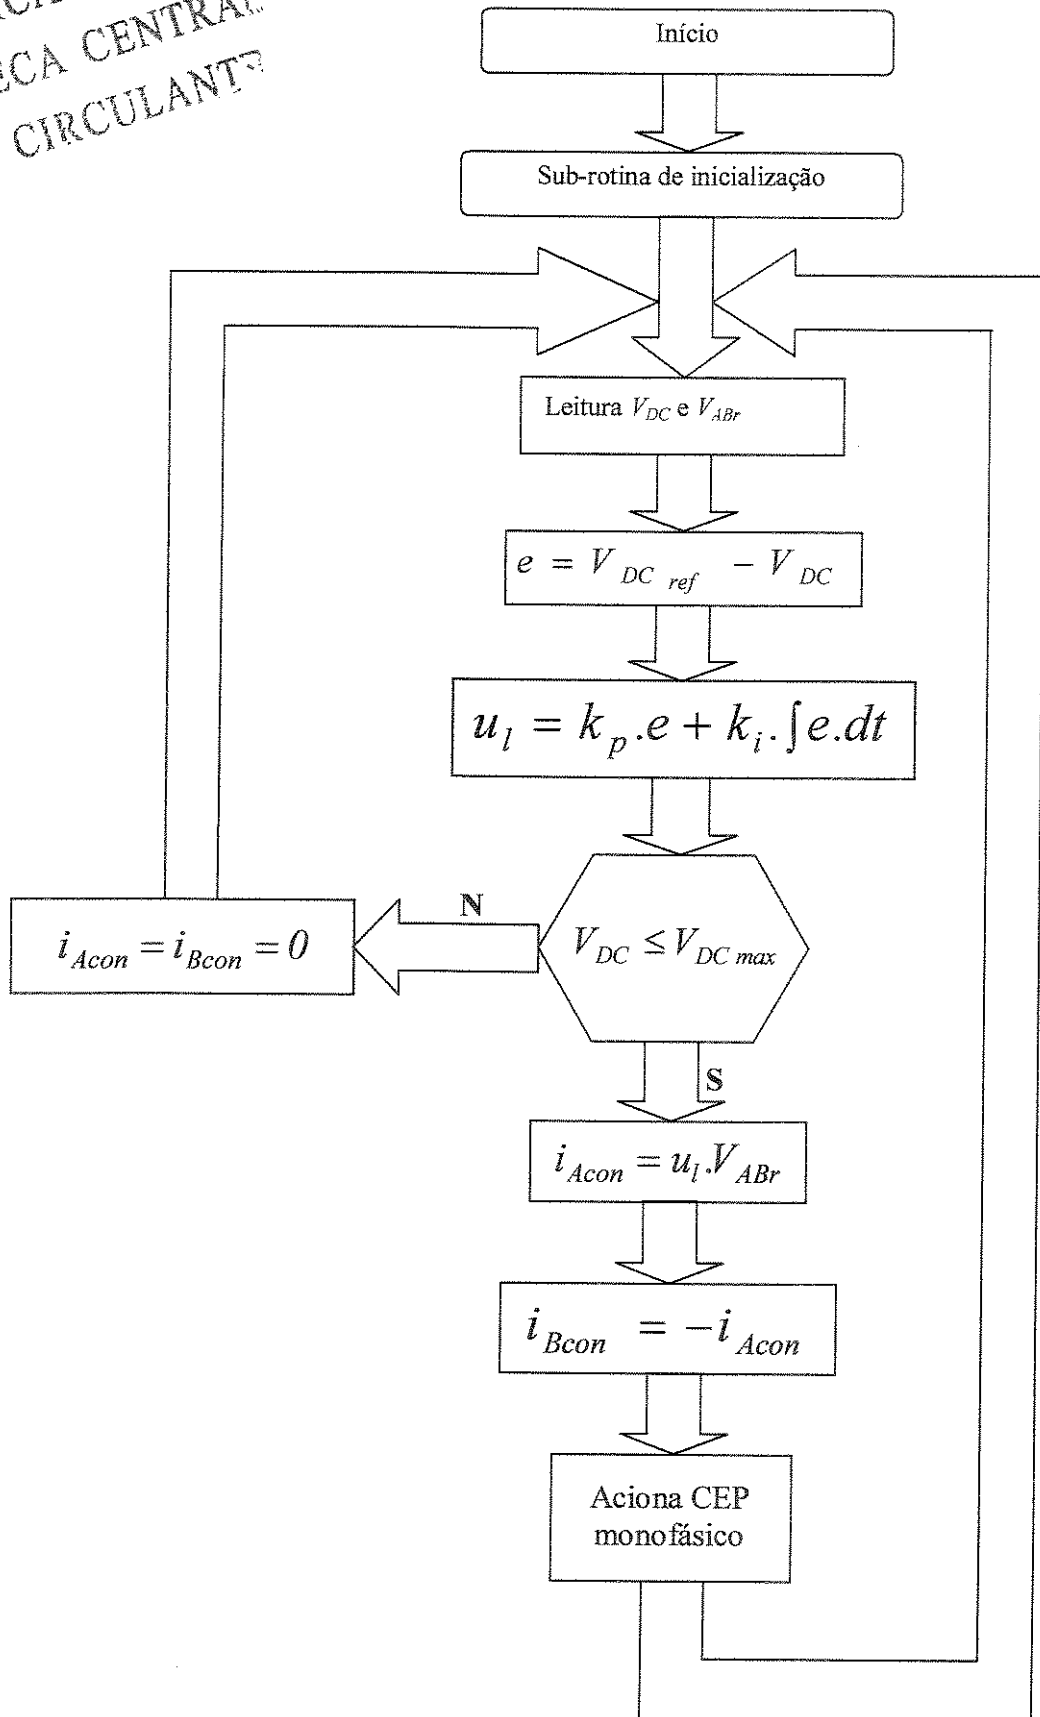 CENTRAL
CIRCULANTE
Início
Sub-rotina de inicialização
Leitura V_DC e V_ABr
e = V_DC ref - V_DC
u_l = k_p.e + k_i.∫e.dt
N
i_Acon = i_Bcon = 0
V_DC ≤ V_DC max
S
i_Acon = u_l.V_ABr
i_Bcon = -i_Acon
Aciona CEP
monofásico